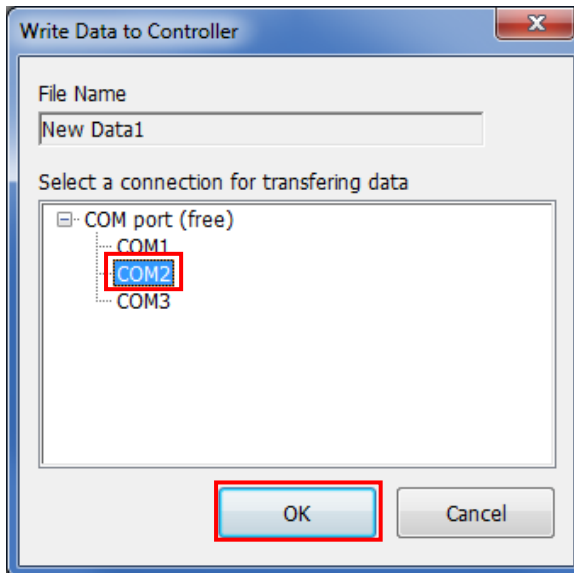 Write Data to Controller
File Name
New Data1
Select a connection for transfering data
COM port (free)
COM1
COM2
COM3
OK
Cancel